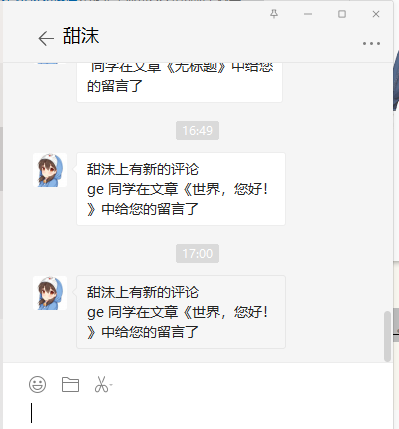 甜沫
同学在文章《无标题》中给您
的留言了
16:49
甜沫上有新的评论
ge 同学在文章《世界，您好！
》中给您的留言了
17:00
甜沫上有新的评论
ge 同学在文章《世界，您好！
》中给您的留言了